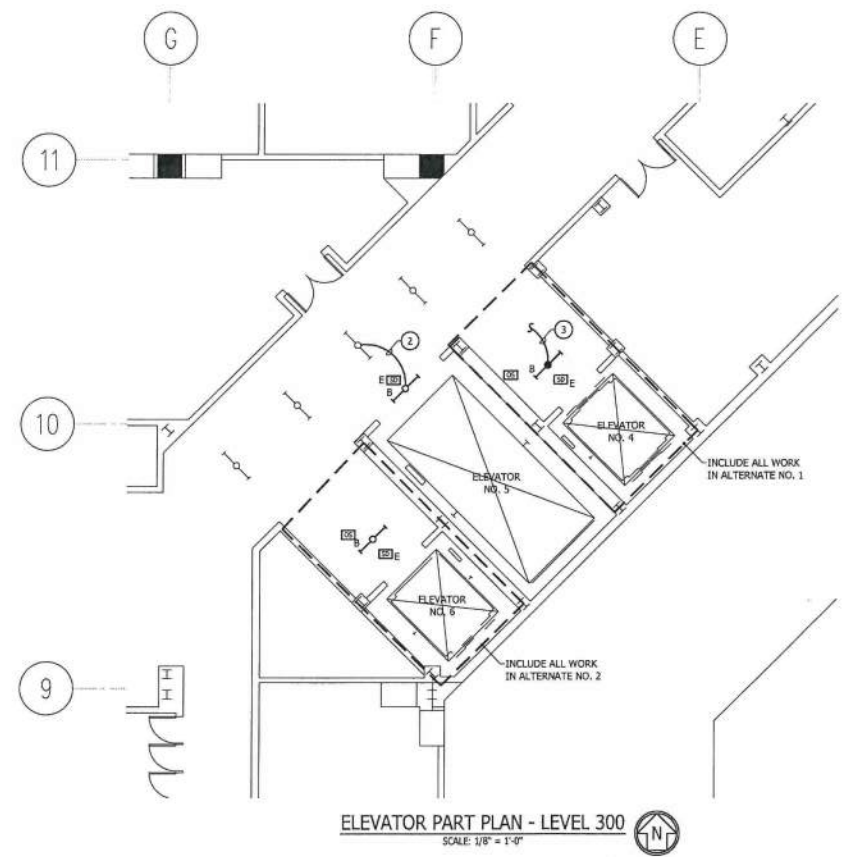 G
F
E
11
2
3
E SD
B
OS
B
SD E
10
ELEVATOR
NO. 4
INCLUDE ALL WORK
IN ALTERNATE NO. 1
ELEVATOR
NO. 5
OS
B
SD E
ELEVATOR
NO. 6
9
INCLUDE ALL WORK
IN ALTERNATE NO. 2
ELEVATOR PART PLAN - LEVEL 300
SCALE: 1/8" = 1'-0"
N